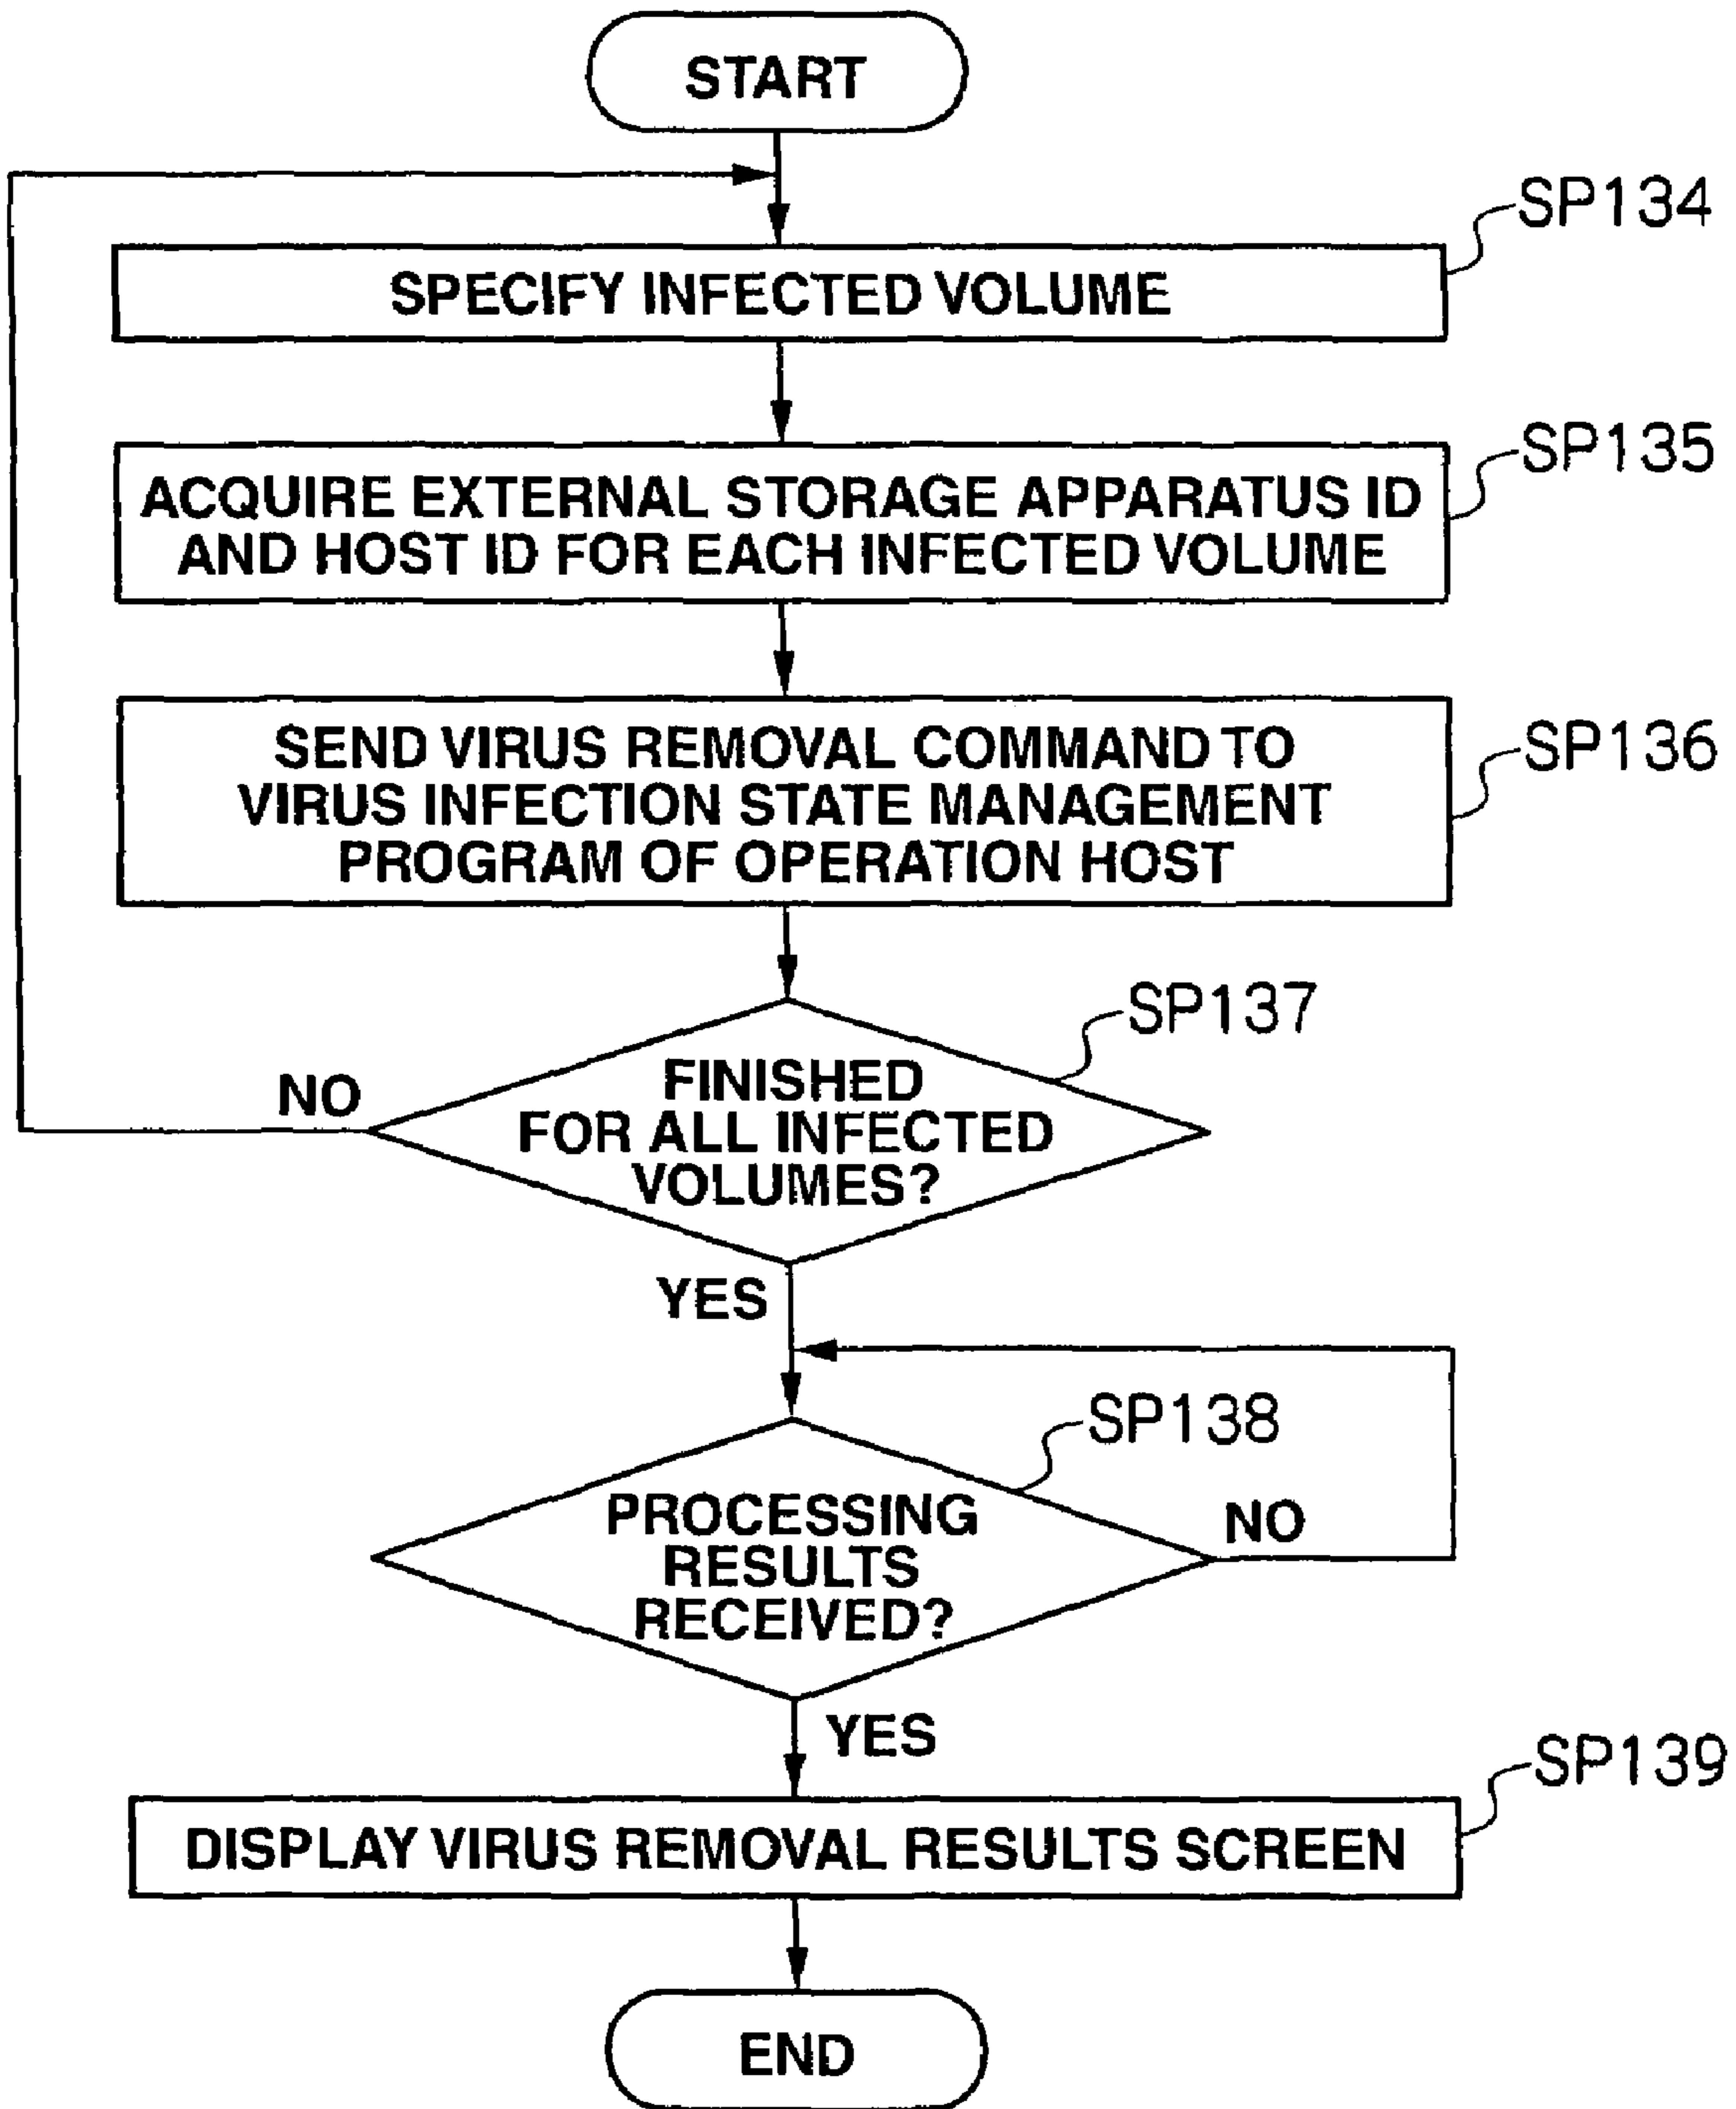 START
SP134
SPECIFY INFECTED VOLUME
SP135
ACQUIRE EXTERNAL STORAGE APPARATUS ID
AND HOST ID FOR EACH INFECTED VOLUME
SP136
SEND VIRUS REMOVAL COMMAND TO
VIRUS INFECTION STATE MANAGEMENT
PROGRAM OF OPERATION HOST
SP137
NO
FINISHED
FOR ALL INFECTED
VOLUMES?
YES
SP138
PROCESSING
RESULTS
RECEIVED?
NO
YES
SP139
DISPLAY VIRUS REMOVAL RESULTS SCREEN
END